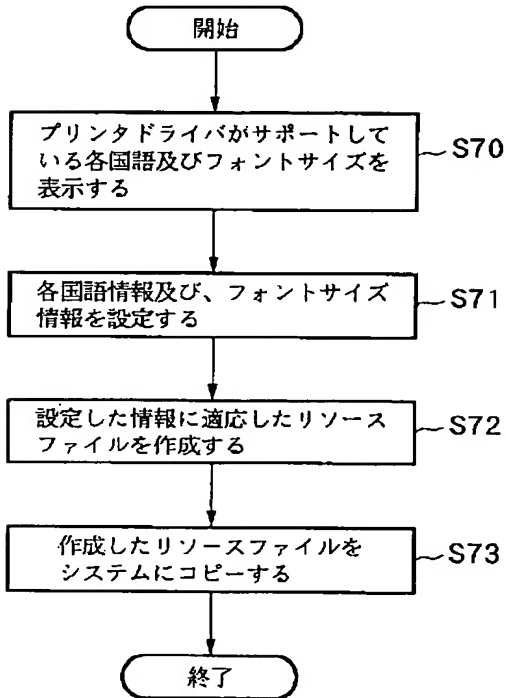 開始
プリンタドライバがサポートして
いる各国語及びフォントサイズを
表示する
S70
各国語情報及び、フォントサイズ
情報を設定する
S71
設定した情報に適応したリソース
ファイルを作成する
S72
作成したリソースファイルを
システムにコピーする
S73
終了